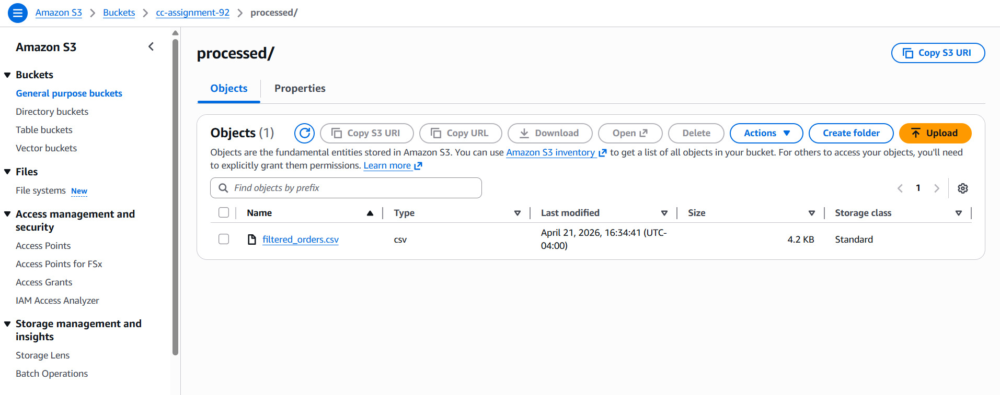 Amazon S3 > Buckets > cc-assignment-92 > processed/
Amazon S3
Buckets
General purpose buckets
Directory buckets
Table buckets
Vector buckets
Files
File systems New
Access management and
security
Access Points
Access Points for FSx
Access Grants
IAM Access Analyzer
Storage management and
insights
Storage Lens
Batch Operations
processed/
Copy S3 URI
Objects
Properties
Objects (1)
Copy S3 URI
Copy URL
Download
Open
Delete
Actions
Create folder
Upload
Objects are the fundamental entities stored in Amazon S3. You can use Amazon S3 inventory to get a list of all objects in your bucket. For others to access your objects, you'll need
to explicitly grant them permissions. Learn more
Find objects by prefix
1
Name Type Last modified Size Storage class
filtered_orders.csv csv April 21, 2026, 16:34:41 (UTC-
04:00) 4.2 KB Standard